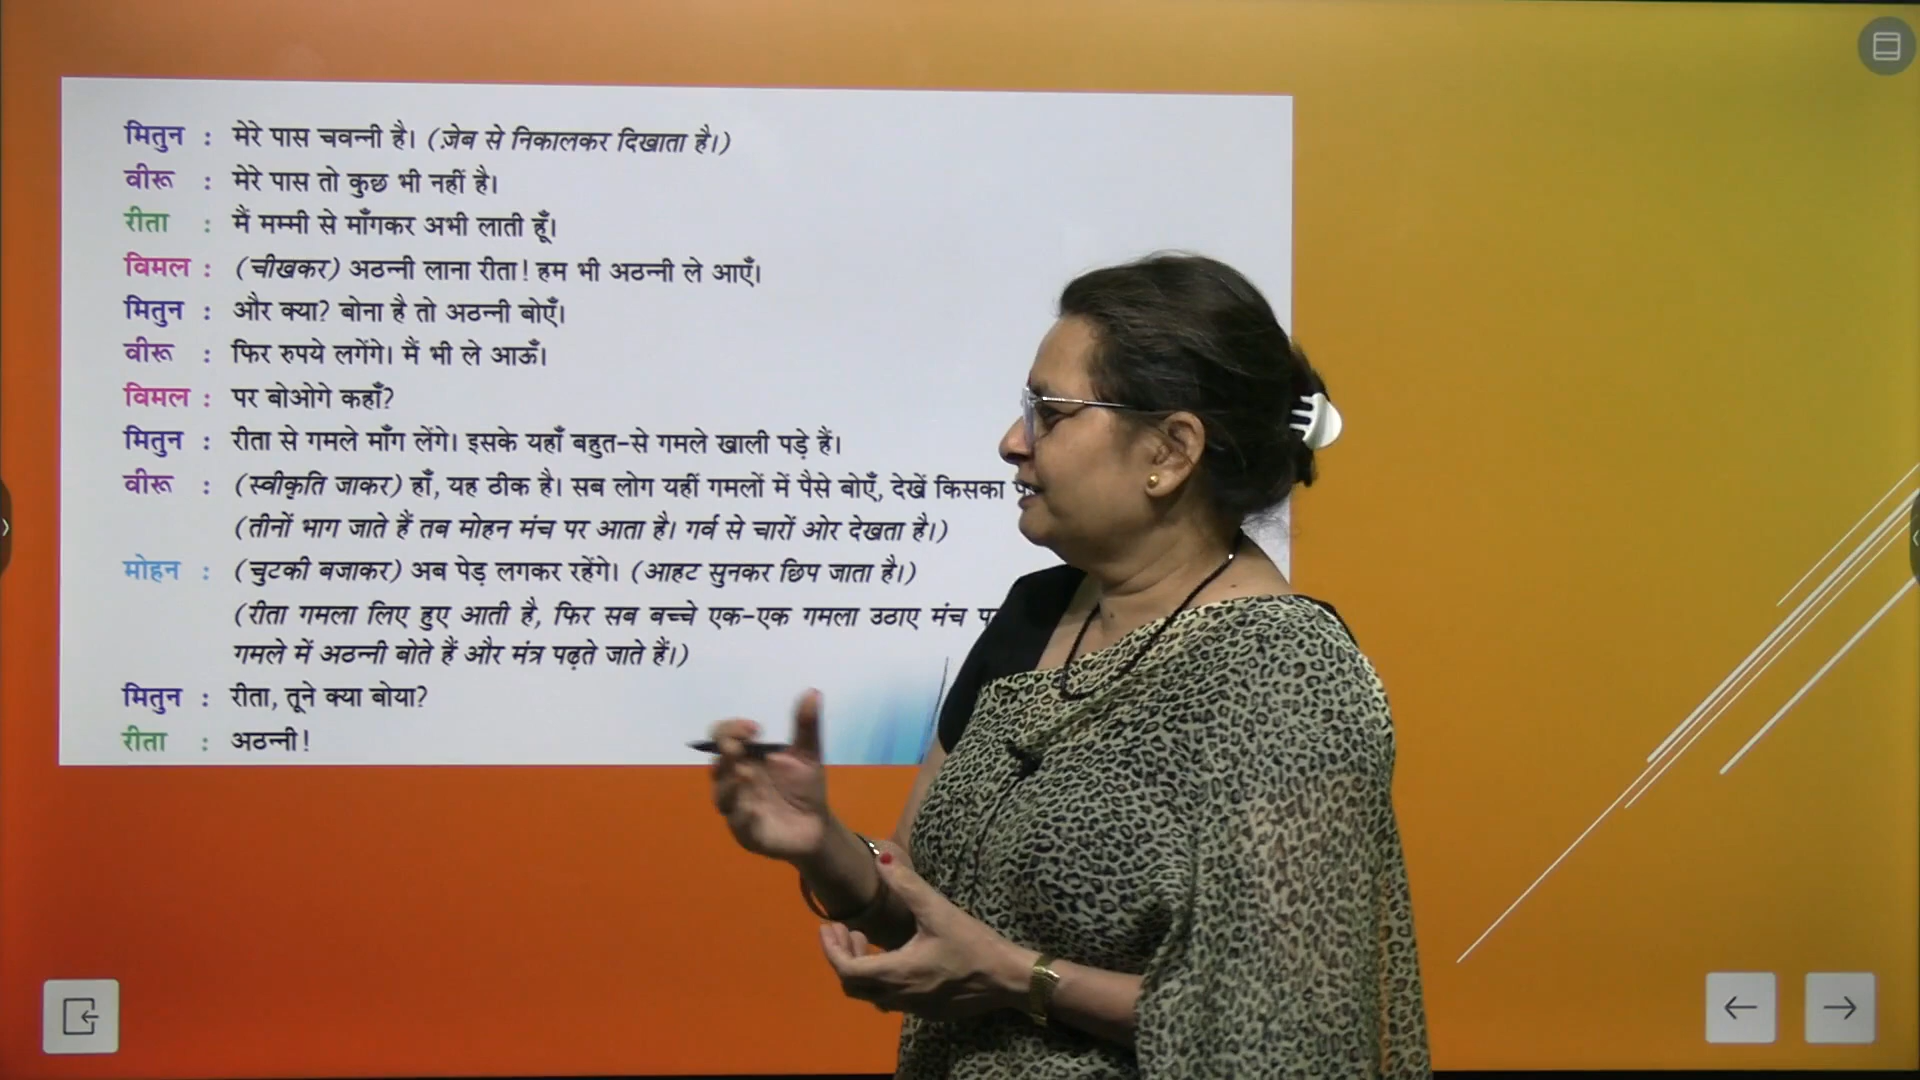 मितुन : मेरे पास चवन्नी है। (ज़ेब से निकालकर दिखाता है।)
वीरू : मेरे पास तो कुछ भी नहीं है।
रीता : मैं मम्मी से माँगकर अभी लाती हूँ।
विमल : (चीखकर) अठन्नी लाना रीता! हम भी अठन्नी ले आएँ।
मितुन : और क्या? बोना है तो अठन्नी बोएँ।
वीरू : फिर रुपये लगेंगे। मैं भी ले आऊँ।
विमल : पर बोओगे कहाँ?
मितुन : रीता से गमले माँग लेंगे। इसके यहाँ बहुत-से गमले खाली पड़े हैं।
वीरू : (स्वीकृति जाकर) हाँ, यह ठीक है। सब लोग यहीं गमलों में पैसे बोएँ, देखें किसका
(तीनों भाग जाते हैं तब मोहन मंच पर आता है। गर्व से चारों ओर देखता है।)
मोहन : (चुटकी बजाकर) अब पेड़ लगकर रहेंगे। (आहट सुनकर छिप जाता है।)
(रीता गमला लिए हुए आती है, फिर सब बच्चे एक-एक गमला उठाए मंच
गमले में अठन्नी बोते हैं और मंत्र पढ़ते जाते हैं।)
मितुन : रीता, तूने क्या बोया?
रीता : अठन्नी!